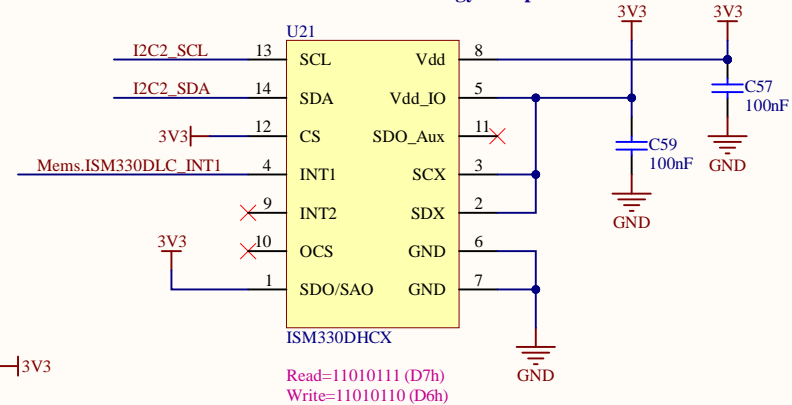 3V3
3V3
U21
I2C2_SCL 13 SCL Vdd 8
C57
100nF
I2C2_SDA 14 SDA Vdd_IO 5
3V3 12 CS SDO_Aux 11
C59
100nF
GND
Mems.ISM330DLC_INT1 4 INT1 SCX 3
9 INT2 SDX 2
GND
3V3
10 OCS GND 6
1 SDO/SAO GND 7
ISM330DHCX
3V3
GND
Read=11010111 (D7h)
Write=11010110 (D6h)